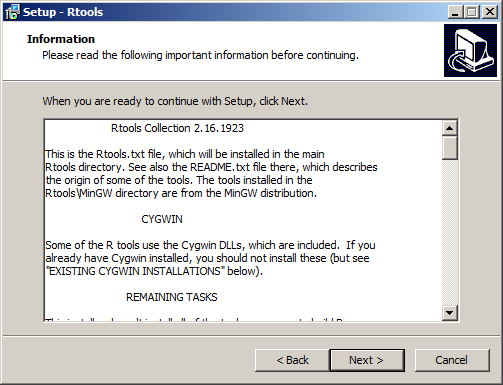 Setup - Rtools
Information
Please read the following important information before continuing.
When you are ready to continue with Setup, click Next.
Rtools Collection 2.16.1923
This is the Rtools.txt file, which will be installed in the main
Rtools directory. See also the README.txt file there, which describes
the origin of some of the tools. The tools installed in the
Rtools\MinGW directory are from the MinGW distribution.
CYGWIN
Some of the R tools use the Cygwin DLLs, which are included.  If you
already have Cygwin installed, you should not install these (but see
"EXISTING CYGWIN INSTALLATIONS" below).
REMAINING TASKS
< Back
Next >
Cancel